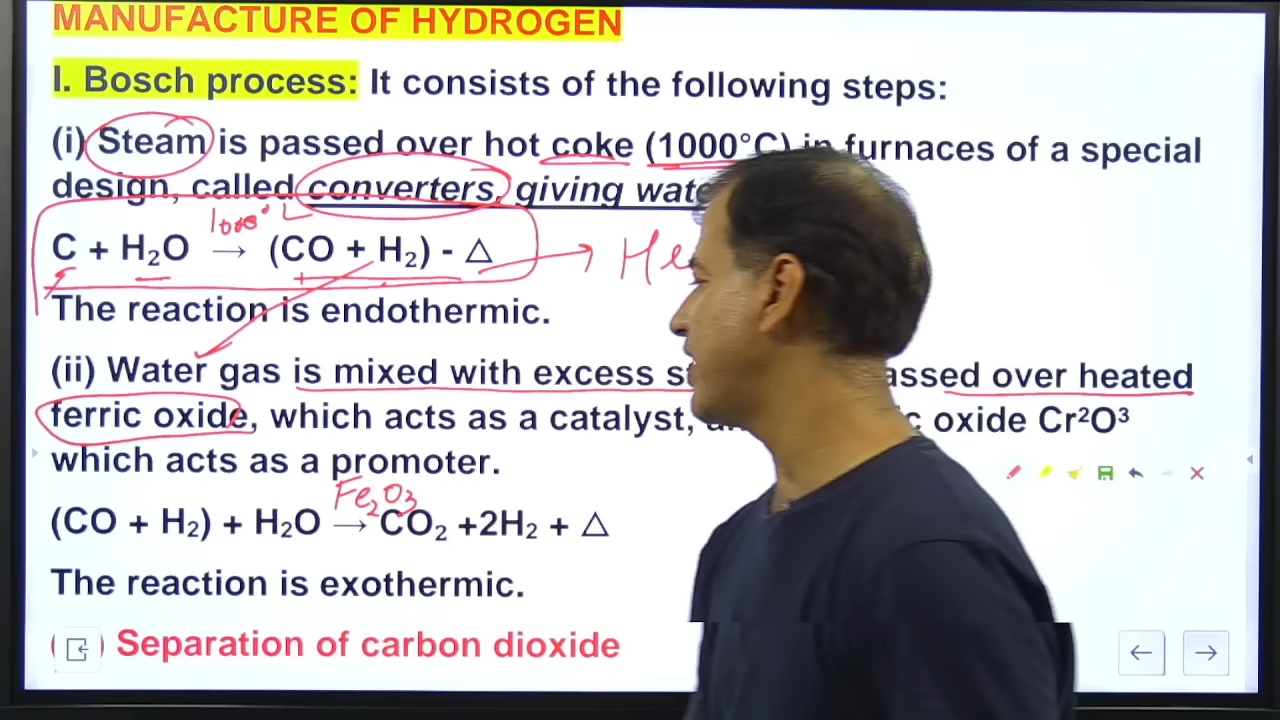 MANUFACTURE OF HYDROGEN
I. Bosch process: It consists of the following steps:
(i) Steam is passed over hot coke (1000°C) in furnaces of a special
design, called converters, giving
1000°C
C + H₂O → (CO + H₂) - △
The reaction is endothermic.
(ii) Water gas is mixed with excess over heated
ferric oxide, which acts as a catalyst, oxide Cr²O³
which acts as a promoter.
Fe₂O₃
(CO + H₂) + H₂O → CO₂ +2H₂ + △
The reaction is exothermic.
Separation of carbon dioxide